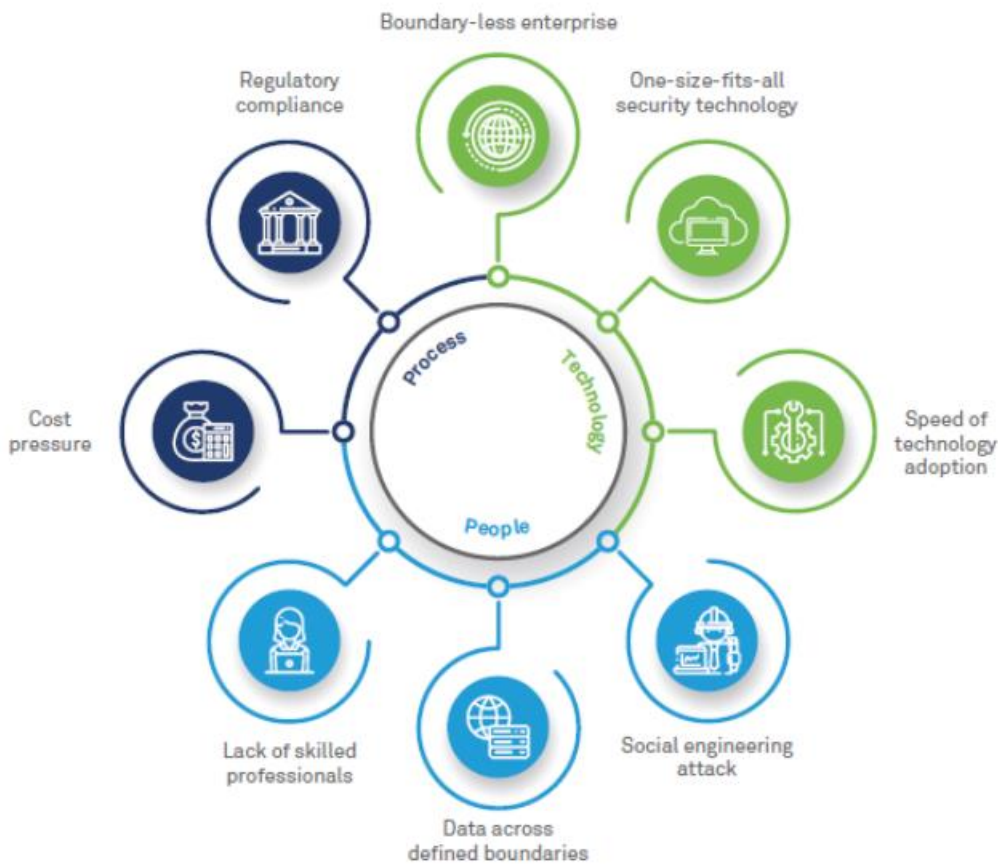 Boundary-less enterprise
Regulatory
compliance
One-size-fits-all
security technology
Process
Technology
Cost
pressure
Speed of
technology
adoption
People
Lack of skilled
professionals
Social engineering
attack
Data across
defined boundaries